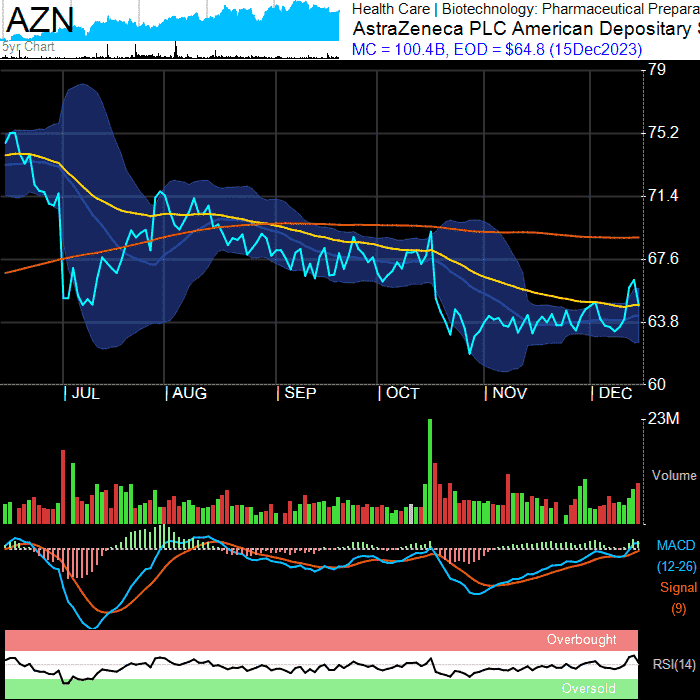 AZN
5yr Chart
Health Care | Biotechnology: Pharmaceutical Prepara
AstraZeneca PLC American Depositary S
MC = 100.4B, EOD = $64.8 (15Dec2023)
79
75.2
71.4
67.6
63.8
60
| JUL | AUG | SEP | OCT | NOV | DEC
23M
Volume
MACD
(12-26)
Signal
(9)
Overbought
RSI(14)
Oversold